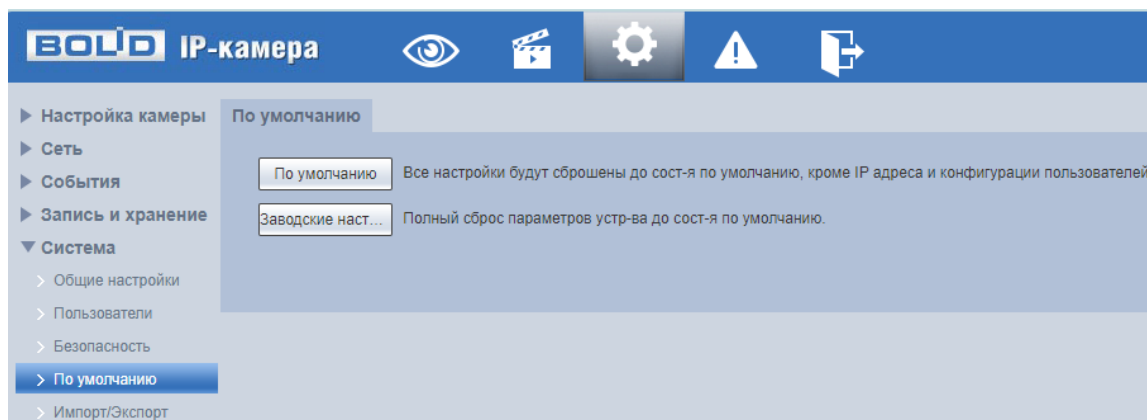 BOLID IP-камера
Настройка камеры
Сеть
События
Запись и хранение
Система
Общие настройки
Пользователи
Безопасность
По умолчанию
Импорт/Экспорт
По умолчанию
По умолчанию Все настройки будут сброшены до сост-я по умолчанию, кроме IP адреса и конфигурации пользователей
Заводские наст... Полный сброс параметров устр-ва до сост-я по умолчанию.